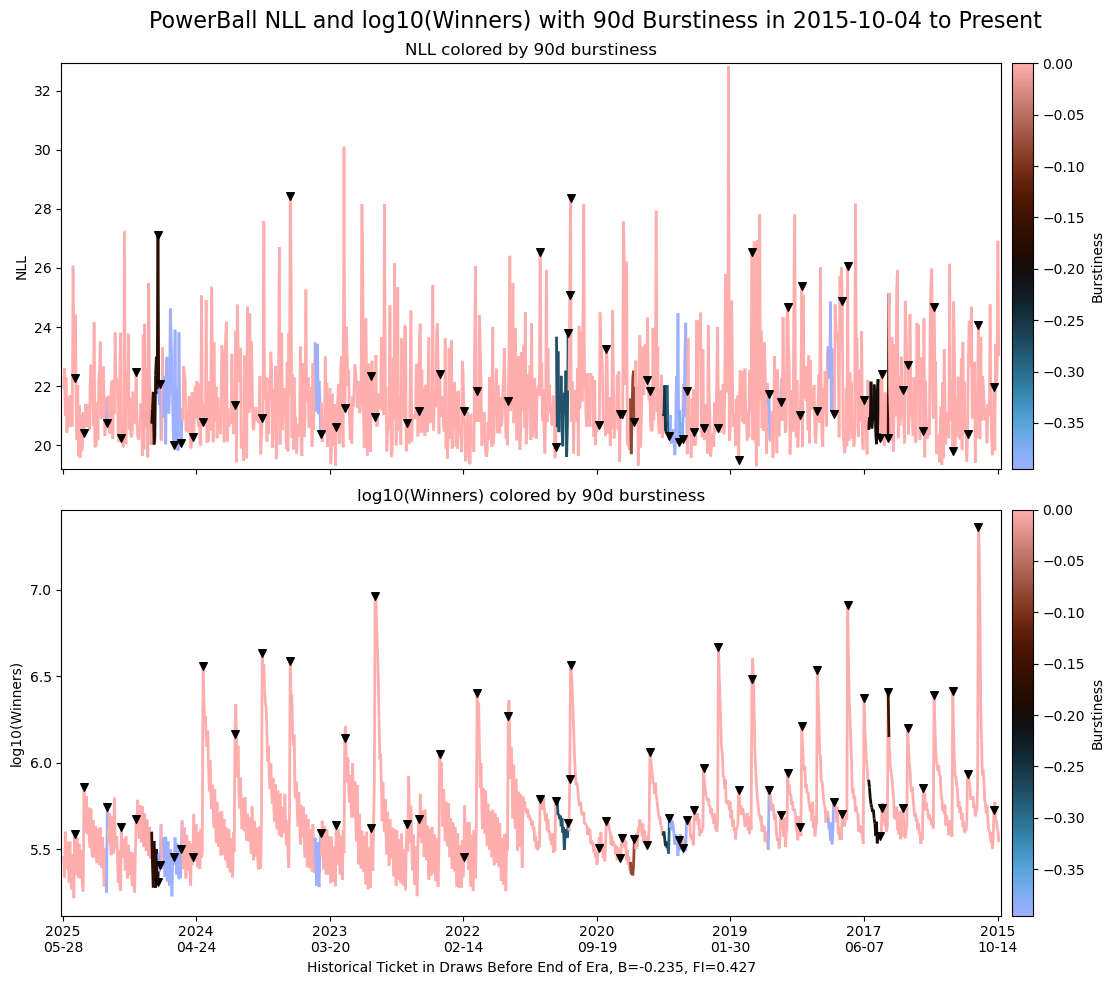 PowerBall NLL and log10(Winners) with 90d Burstiness in 2015-10-04 to Present
NLL colored by 90d burstiness
NLL
32
30
28
26
24
22
20
0.00
−0.05
−0.10
−0.15
−0.20
−0.25
−0.30
−0.35
Burstiness
log10(Winners) colored by 90d burstiness
log10(Winners)
7.0
6.5
6.0
5.5
0.00
−0.05
−0.10
−0.15
−0.20
−0.25
−0.30
−0.35
Burstiness
2025 2024 2023 2022 2020 2019 2017 2015
05-28 04-24 03-20 02-14 09-19 01-30 06-07 10-14
Historical Ticket in Draws Before End of Era, B=-0.235, FI=0.427